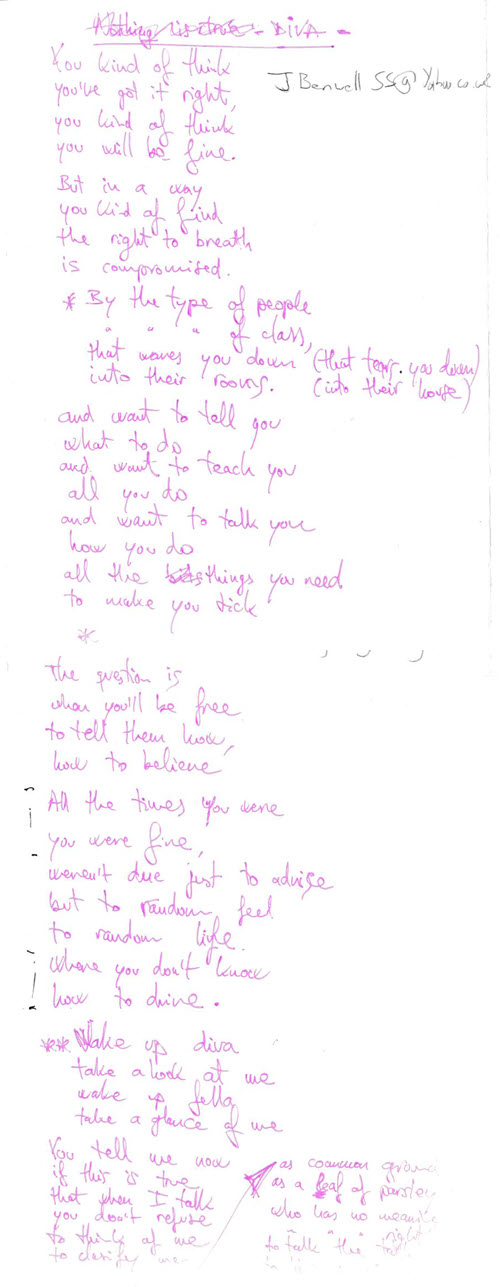 Nothing is true - DIVA -
J Benwell 55@Yahoo.co.uk
You kind of think
you've got it right,
you kind of think
you will be fine.
But in a way
you kind of find
the right to breath
is compromised.
* By the type of people
" " " of class,
that waves you down (that tears you down)
into their rooms. (into their house)
and want to tell you
what to do
and want to teach you
all you do
and want to talk you
how you do
all the things you need
to make you tick
*
The question is
when you'll be free
to tell them how,
how to believe
All the times you were
you were fine,
weren't due just to advise
but to random feel
to random life.
Where you don't know
how to drive.
** Wake up diva
take a look at me
wake up fella
take a glance of me
You tell me now
if this is true
that when I talk
you don't refuse
to think of me
to classify me
as common
as a leaf of parsley
who has no
to talk "the"